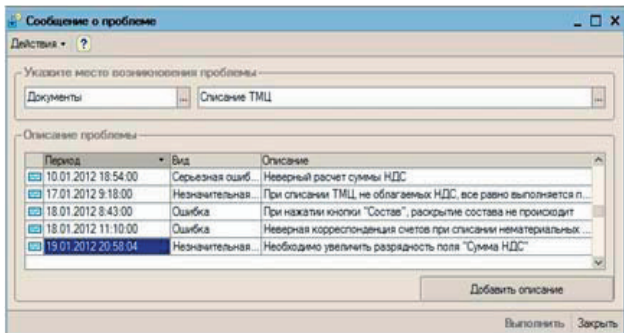 Сообщение о проблеме
Действия ?
Укажите место возникновения проблемы
Документы ... Списание ТМЦ ...
Описание проблемы
Период Вид Описание
10.01.2012 18:54:00 Серьезная ошиб... Неверный расчет суммы НДС
17.01.2012 9:18:00 Незначительная... При списании ТМЦ, не облагаемых НДС, все равно выполняется п...
18.01.2012 8:43:00 Ошибка При нажатии кнопки "Состав", раскрытие состава не происходит
18.01.2012 11:10:00 Ошибка Неверная корреспонденция счетов при списании нематериальных ...
19.01.2012 20:58:04 Незначительная... Необходимо увеличить разрядность поля "Сумма НДС"
Добавить описание
Выполнить Закрыть